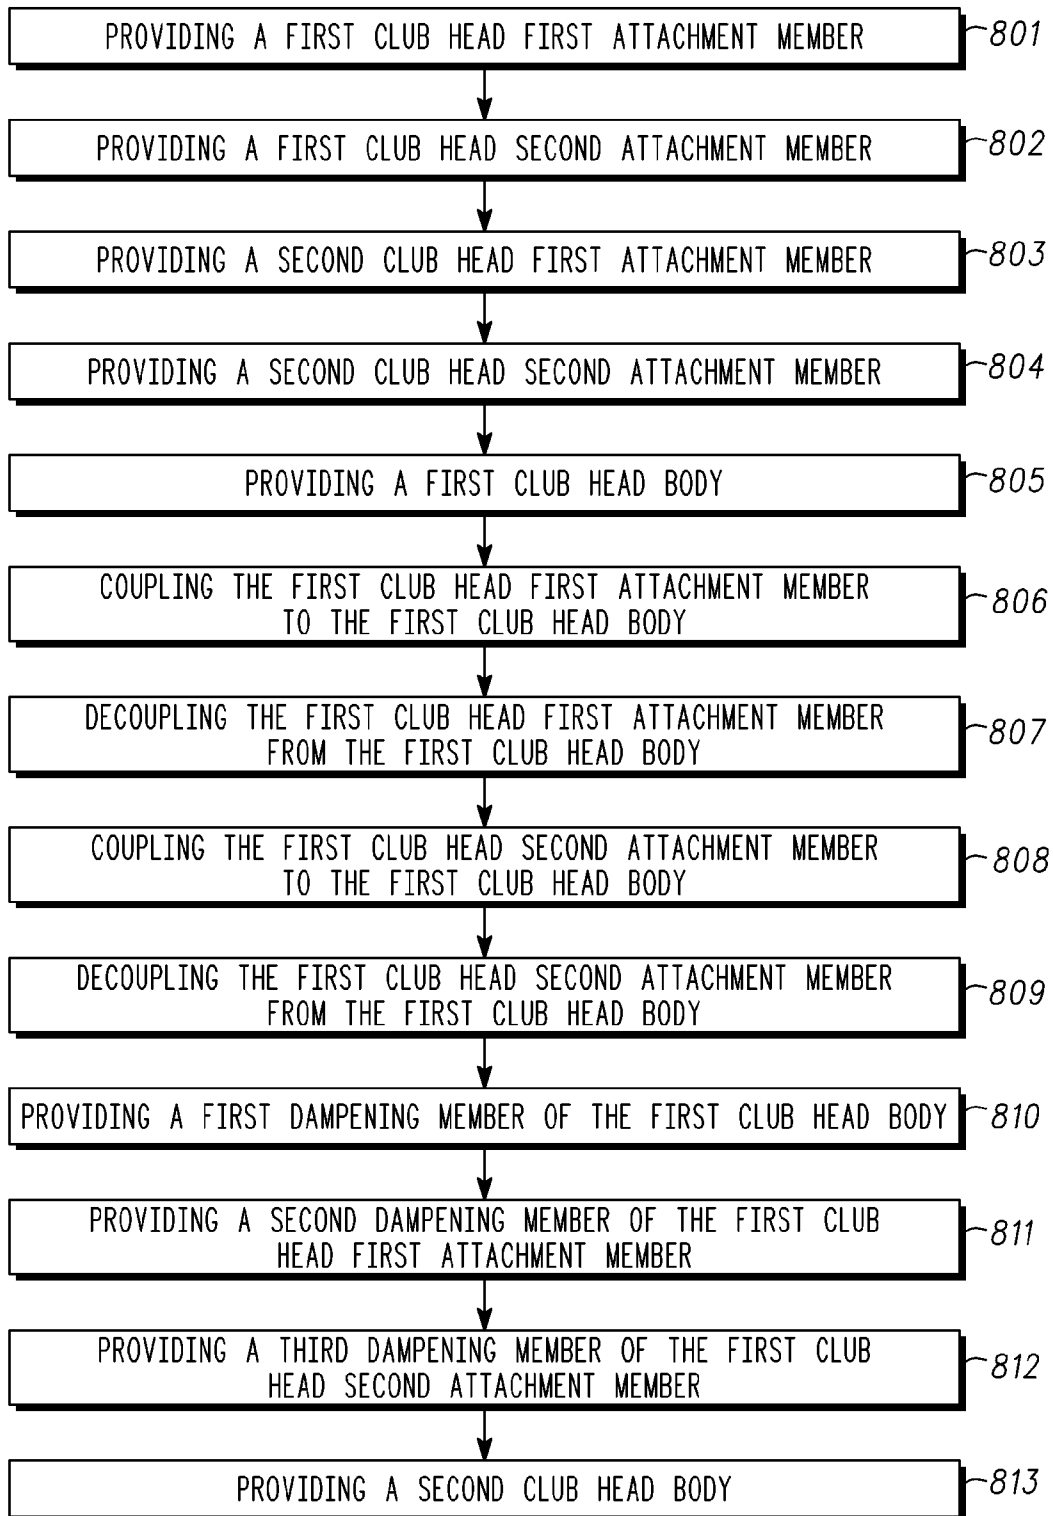 PROVIDING A FIRST CLUB HEAD FIRST ATTACHMENT MEMBER 801
PROVIDING A FIRST CLUB HEAD SECOND ATTACHMENT MEMBER 802
PROVIDING A SECOND CLUB HEAD FIRST ATTACHMENT MEMBER 803
PROVIDING A SECOND CLUB HEAD SECOND ATTACHMENT MEMBER 804
PROVIDING A FIRST CLUB HEAD BODY 805
COUPLING THE FIRST CLUB HEAD FIRST ATTACHMENT MEMBER
TO THE FIRST CLUB HEAD BODY
806
DECOUPLING THE FIRST CLUB HEAD FIRST ATTACHMENT MEMBER
FROM THE FIRST CLUB HEAD BODY
807
COUPLING THE FIRST CLUB HEAD SECOND ATTACHMENT MEMBER
TO THE FIRST CLUB HEAD BODY
808
DECOUPLING THE FIRST CLUB HEAD SECOND ATTACHMENT MEMBER
FROM THE FIRST CLUB HEAD BODY
809
PROVIDING A FIRST DAMPENING MEMBER OF THE FIRST CLUB HEAD BODY 810
PROVIDING A SECOND DAMPENING MEMBER OF THE FIRST CLUB
HEAD FIRST ATTACHMENT MEMBER
811
PROVIDING A THIRD DAMPENING MEMBER OF THE FIRST CLUB
HEAD SECOND ATTACHMENT MEMBER
812
PROVIDING A SECOND CLUB HEAD BODY 813